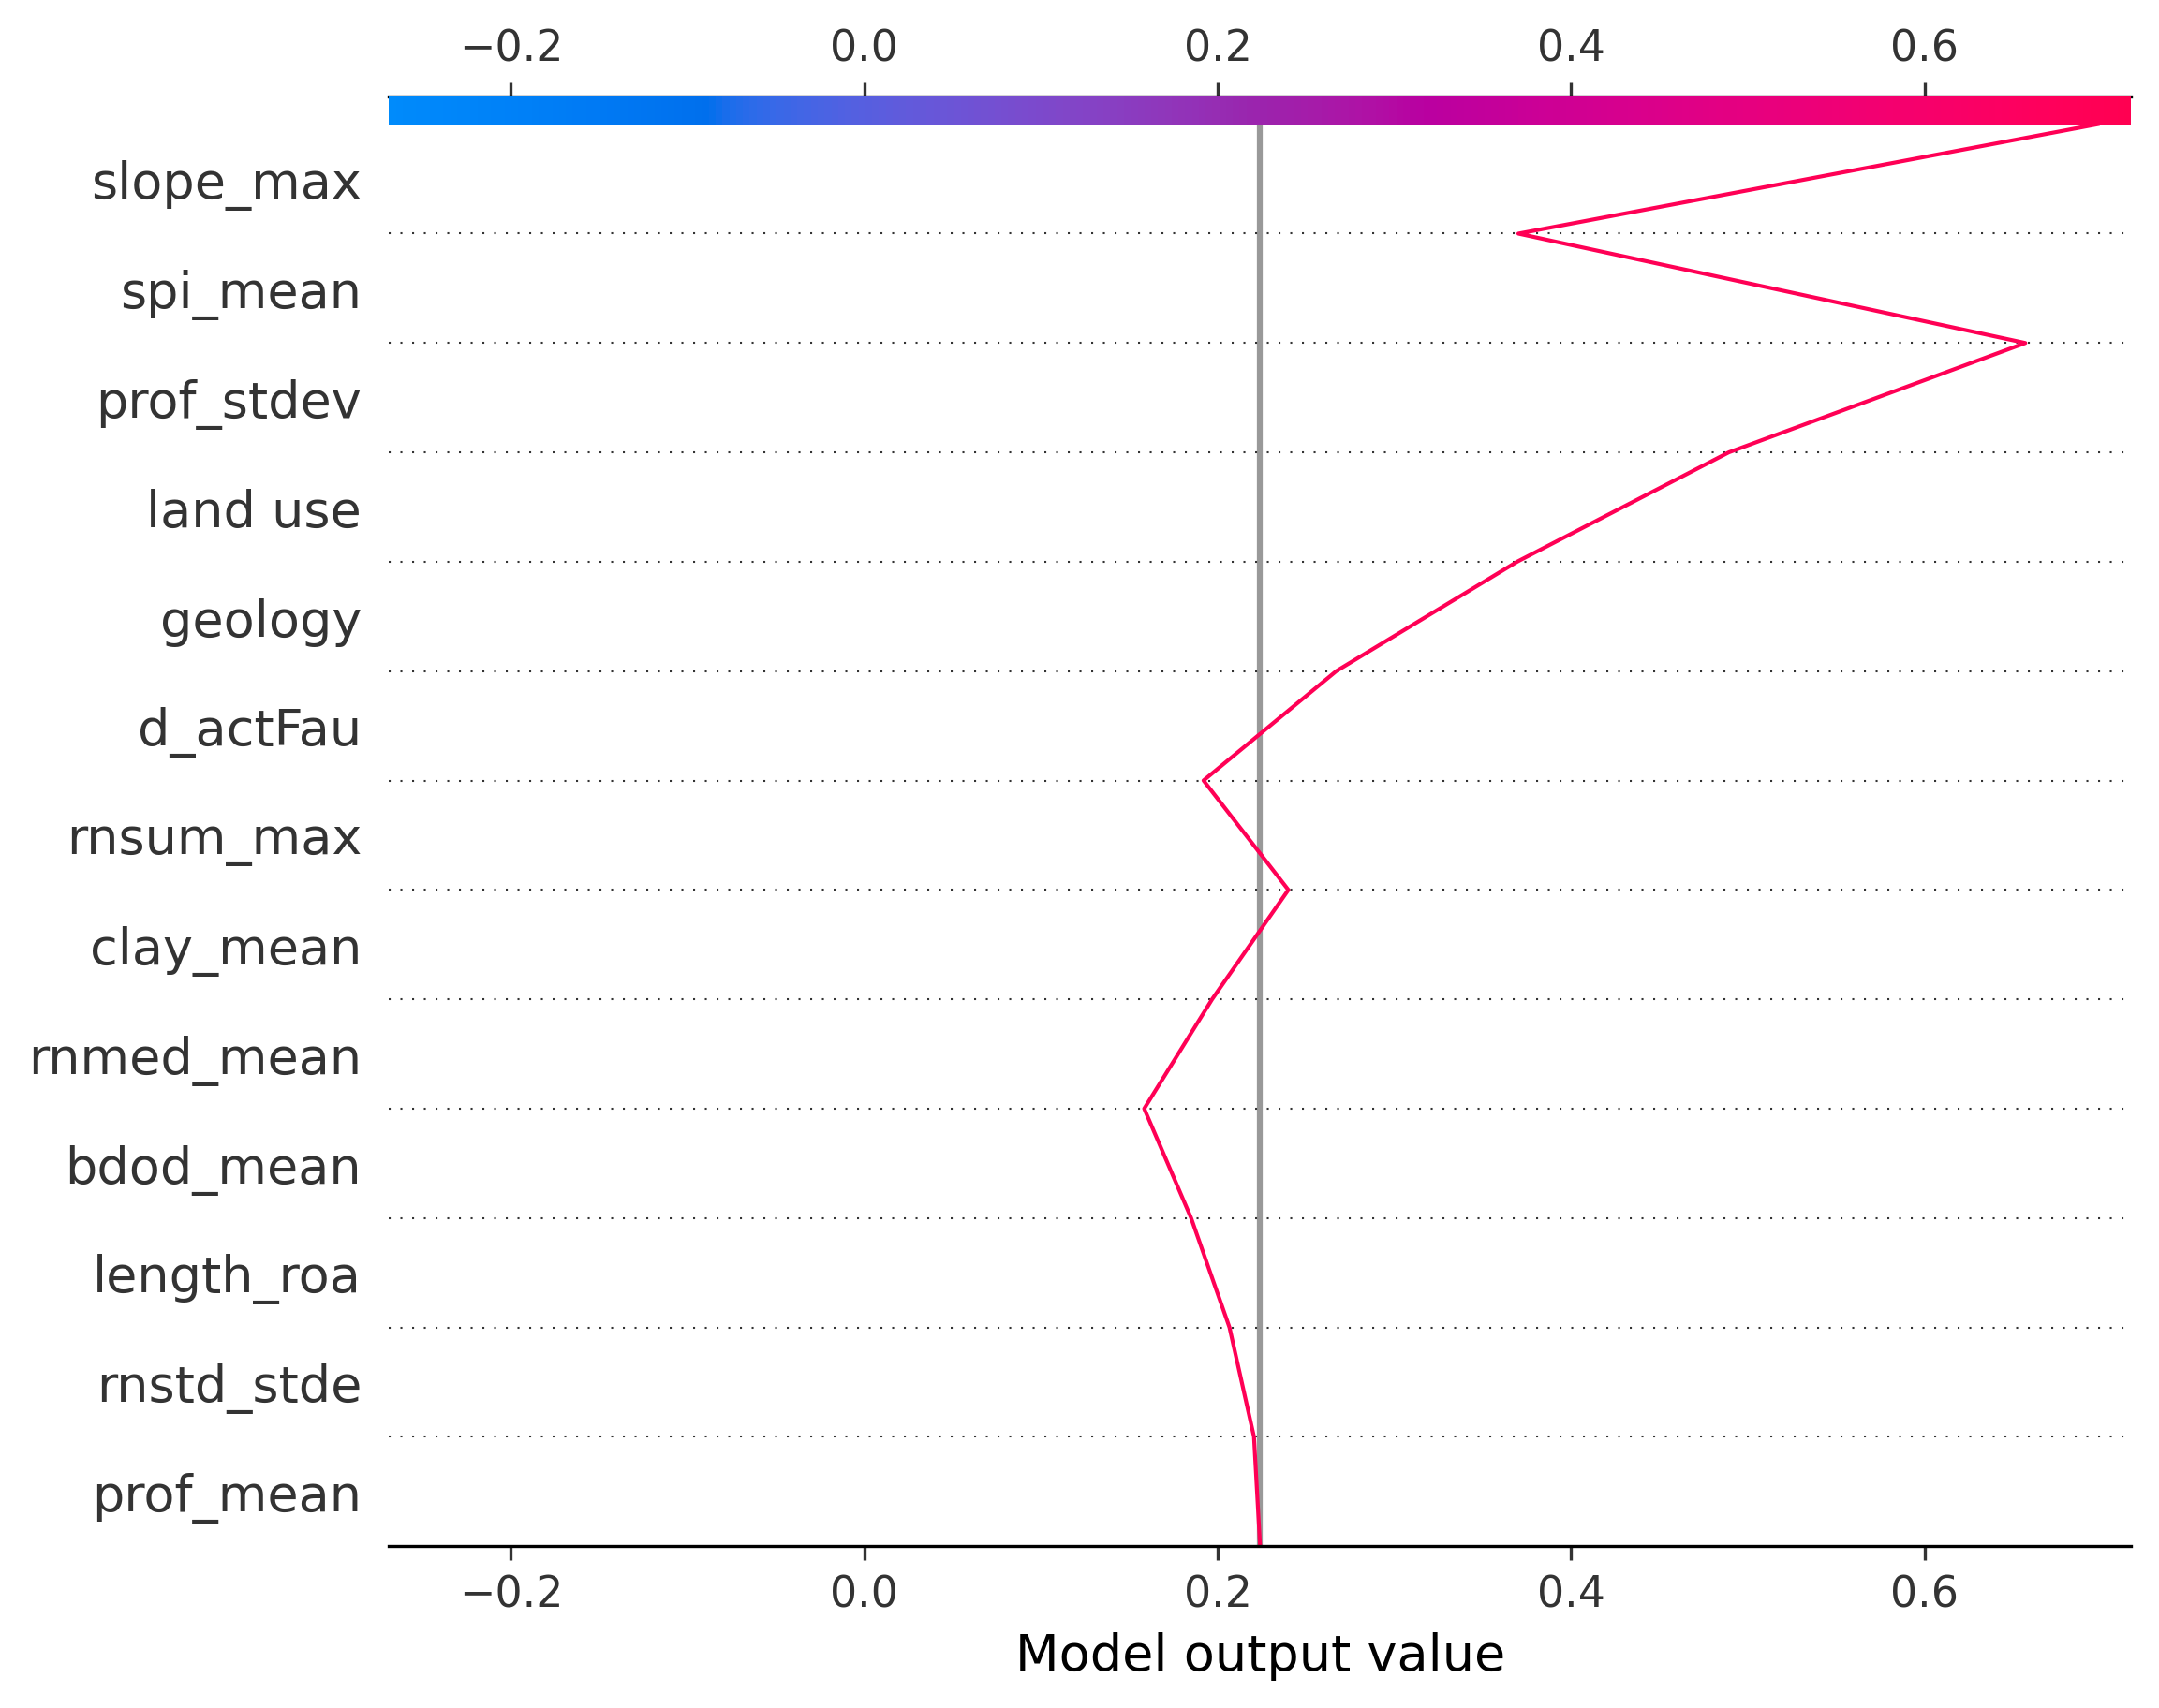 −0.2 0.0 0.2 0.4 0.6
slope_max
spi_mean
prof_stdev
land use
geology
d_actFau
rnsum_max
clay_mean
rnmed_mean
bdod_mean
length_roa
rnstd_stde
prof_mean
−0.2 0.0 0.2 0.4 0.6
Model output value